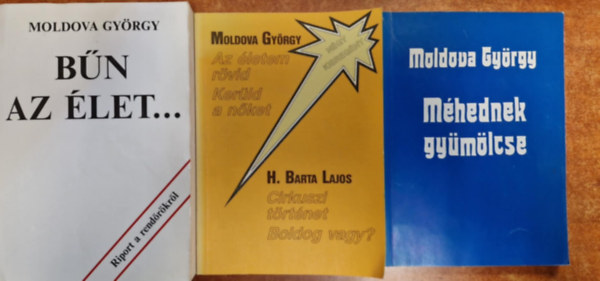 MOLDOVA GYÖRGY
BŰN
AZ ÉLET...
Riport a rendőrökről
MOLDOVA GYÖRGY
Az életem
rövid
Kerüld
a nőket
H. BARTA LAJOS
Cirkuszi
történet
Boldog vagy?
Moldova György
Méhednek
gyümölcse